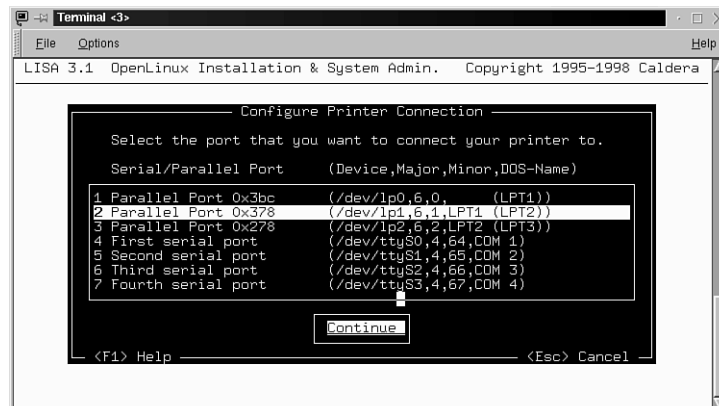 Terminal <3>
File Options Help
LISA 3.1 OpenLinux Installation & System Admin. Copyright 1995-1998 Caldera
Configure Printer Connection
Select the port that you want to connect your printer to.
Serial/Parallel Port (Device,Major,Minor,DOS-Name)
1 Parallel Port 0x3bc (/dev/lp0,6,0, (LPT1))
2 Parallel Port 0x378 (/dev/lp1,6,1,LPT1 (LPT2))
3 Parallel Port 0x278 (/dev/lp2,6,2,LPT2 (LPT3))
4 First serial port (/dev/ttyS0,4,64,COM 1)
5 Second serial port (/dev/ttyS1,4,65,COM 2)
6 Third serial port (/dev/ttyS2,4,66,COM 3)
7 Fourth serial port (/dev/ttyS3,4,67,COM 4)
Continue
<F1> Help <Esc> Cancel